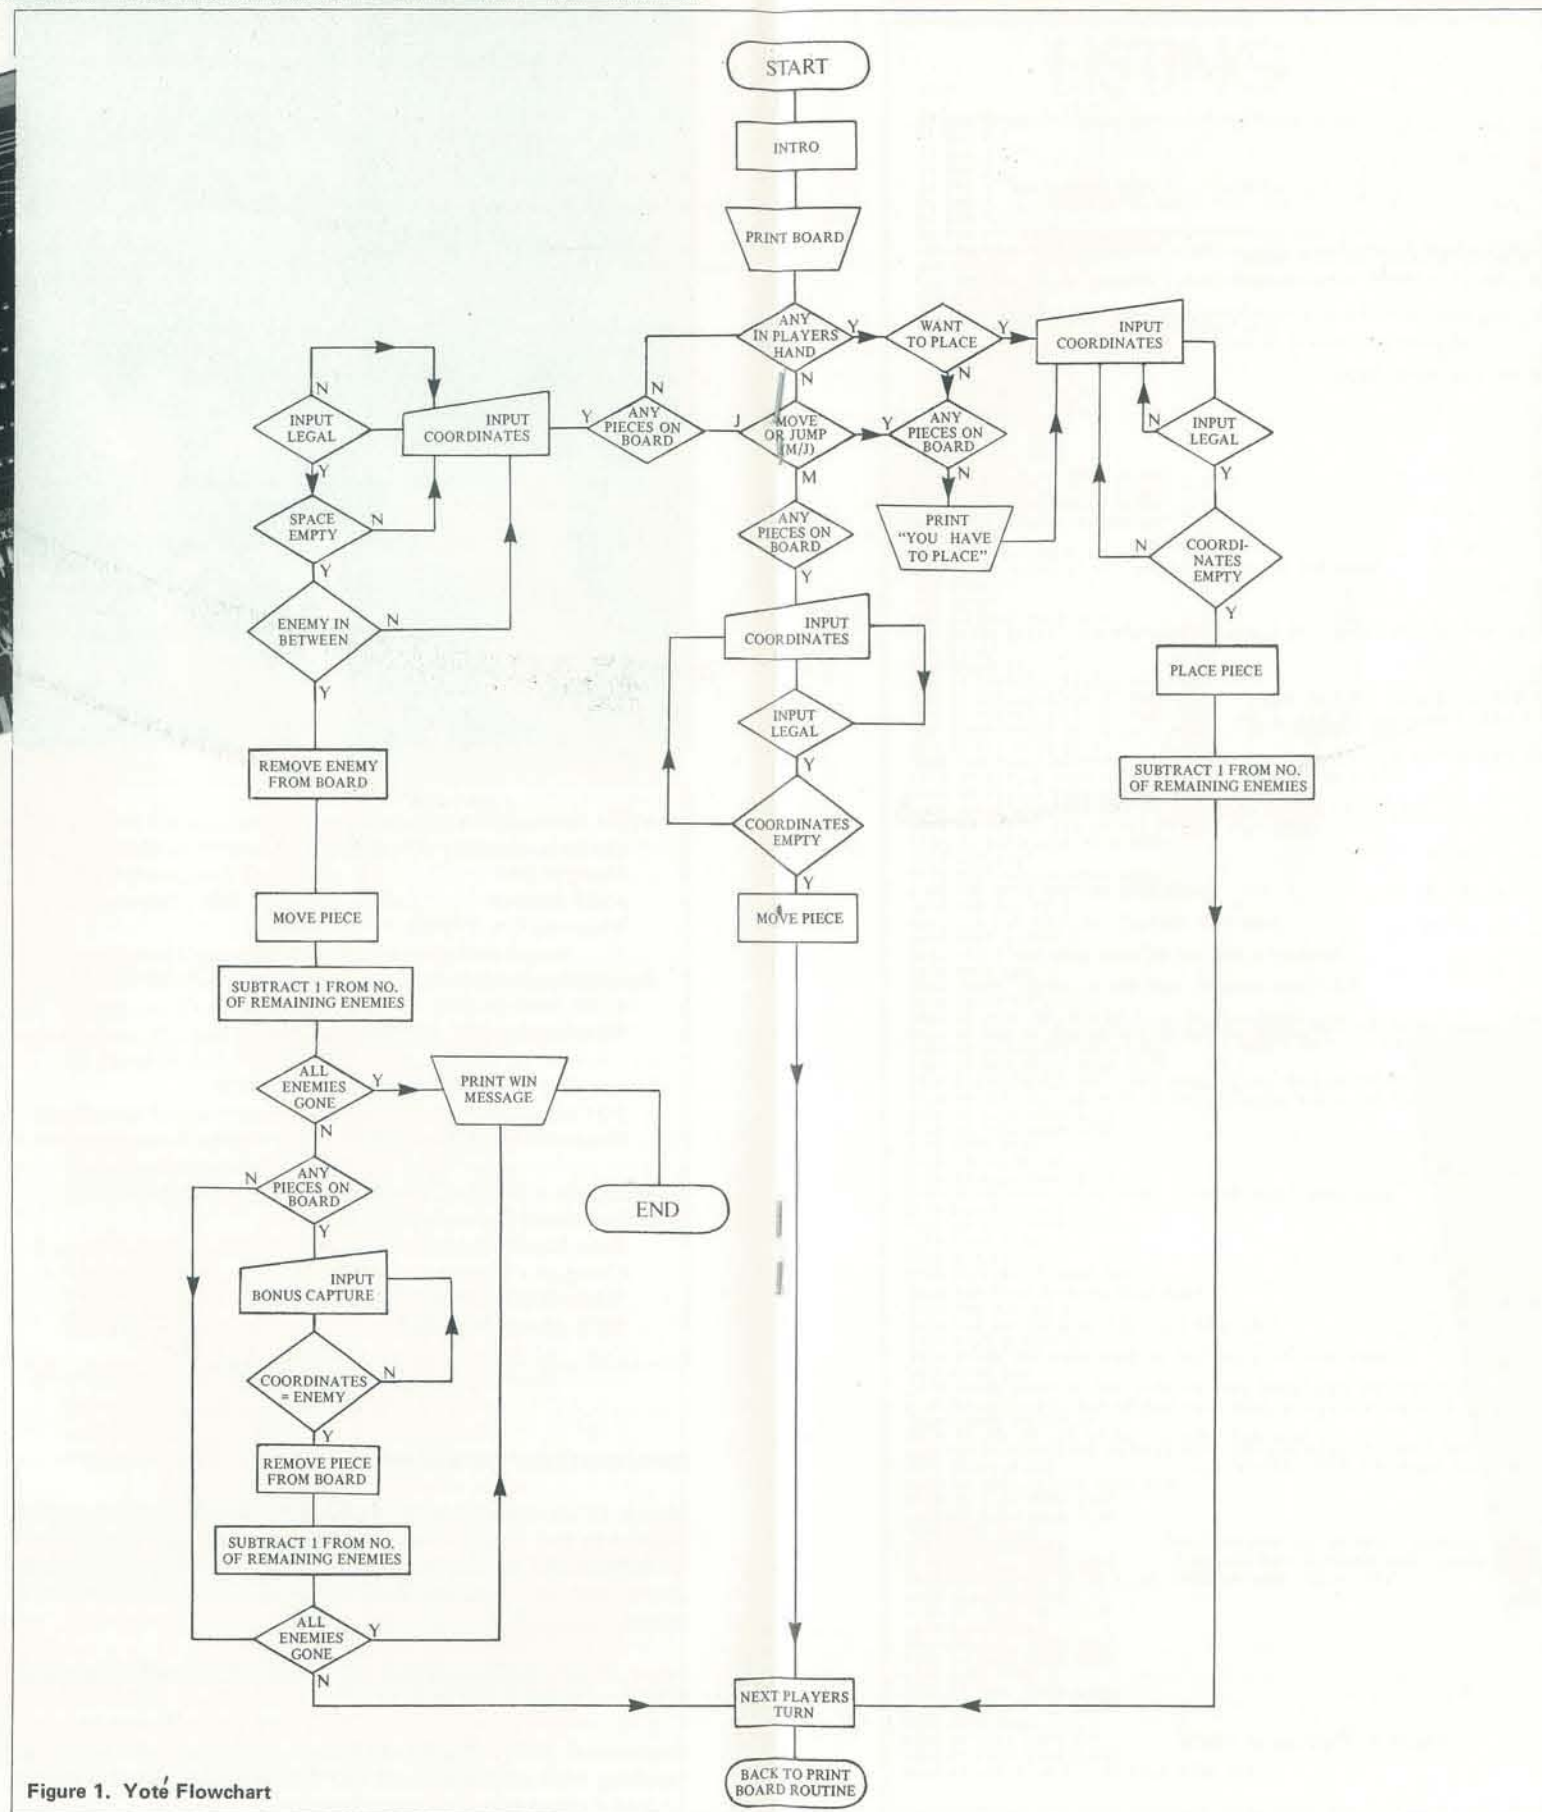 START
INTRO
PRINT BOARD
ANY
IN PLAYERS
HAND
Y
N
N
WANT
TO PLACE
Y
N
INPUT
COORDINATES
INPUT
LEGAL
N
Y
COORDI-
NATES
EMPTY
N
Y
PLACE PIECE
SUBTRACT 1 FROM NO.
OF REMAINING ENEMIES
ANY
PIECES ON
BOARD
Y
N
PRINT
"YOU HAVE
TO PLACE"
MOVE
OR JUMP
(M/J)
J
M
ANY
PIECES ON
BOARD
Y
INPUT
COORDINATES
INPUT
LEGAL
Y
COORDINATES
EMPTY
Y
MOVE PIECE
ANY
PIECES ON
BOARD
Y
INPUT
COORDINATES
INPUT
LEGAL
N
Y
SPACE
EMPTY
N
Y
ENEMY IN
BETWEEN
N
Y
REMOVE ENEMY
FROM BOARD
MOVE PIECE
SUBTRACT 1 FROM NO.
OF REMAINING ENEMIES
ALL
ENEMIES
GONE
Y
N
PRINT WIN
MESSAGE
END
ANY
PIECES ON
BOARD
N
Y
INPUT
BONUS CAPTURE
COORDINATES
= ENEMY
N
Y
REMOVE PIECE
FROM BOARD
SUBTRACT 1 FROM NO.
OF REMAINING ENEMIES
ALL
ENEMIES
GONE
Y
N
NEXT PLAYERS
TURN
BACK TO PRINT
BOARD ROUTINE
Figure 1. Yoté Flowchart